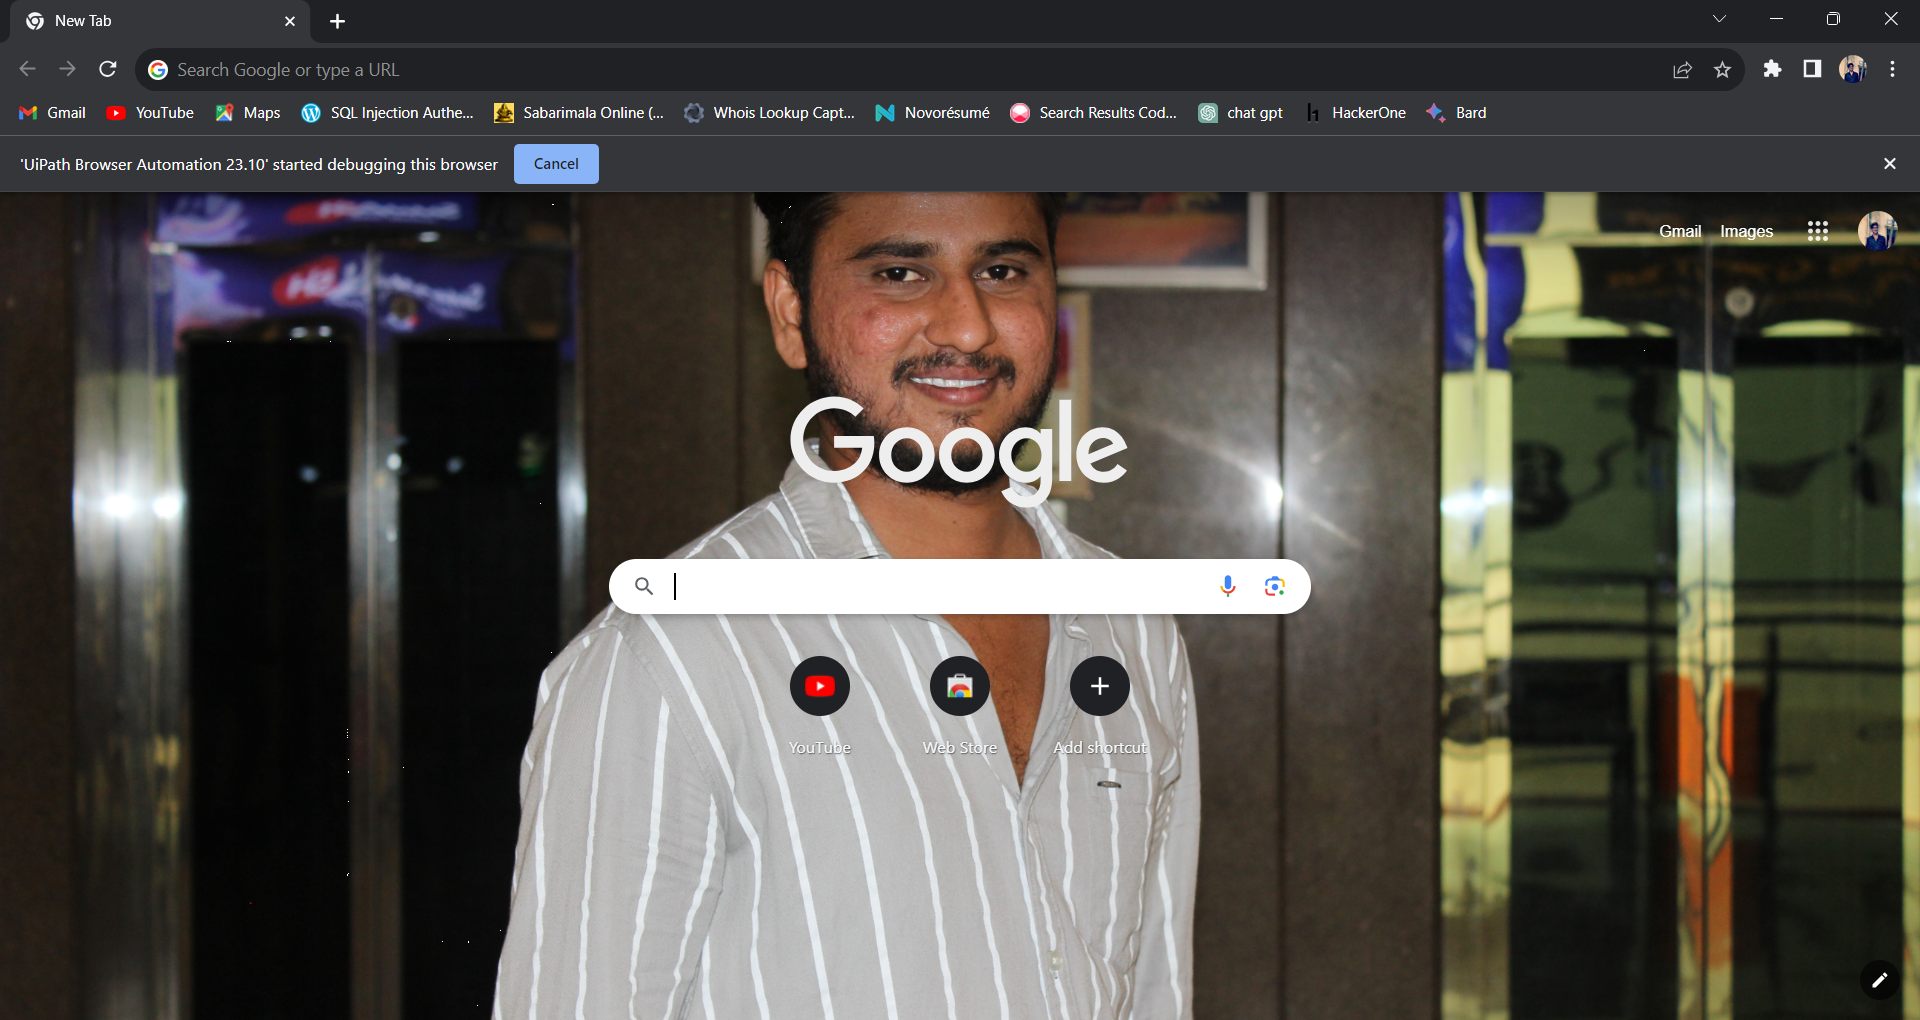 New Tab
Search Google or type a URL
Gmail YouTube Maps SQL Injection Authe... Sabarimala Online (... Whois Lookup Capt... Novorésumé Search Results Cod... chat gpt HackerOne Bard
'UiPath Browser Automation 23.10' started debugging this browser Cancel
Gmail Images
Google
YouTube Web Store Add shortcut